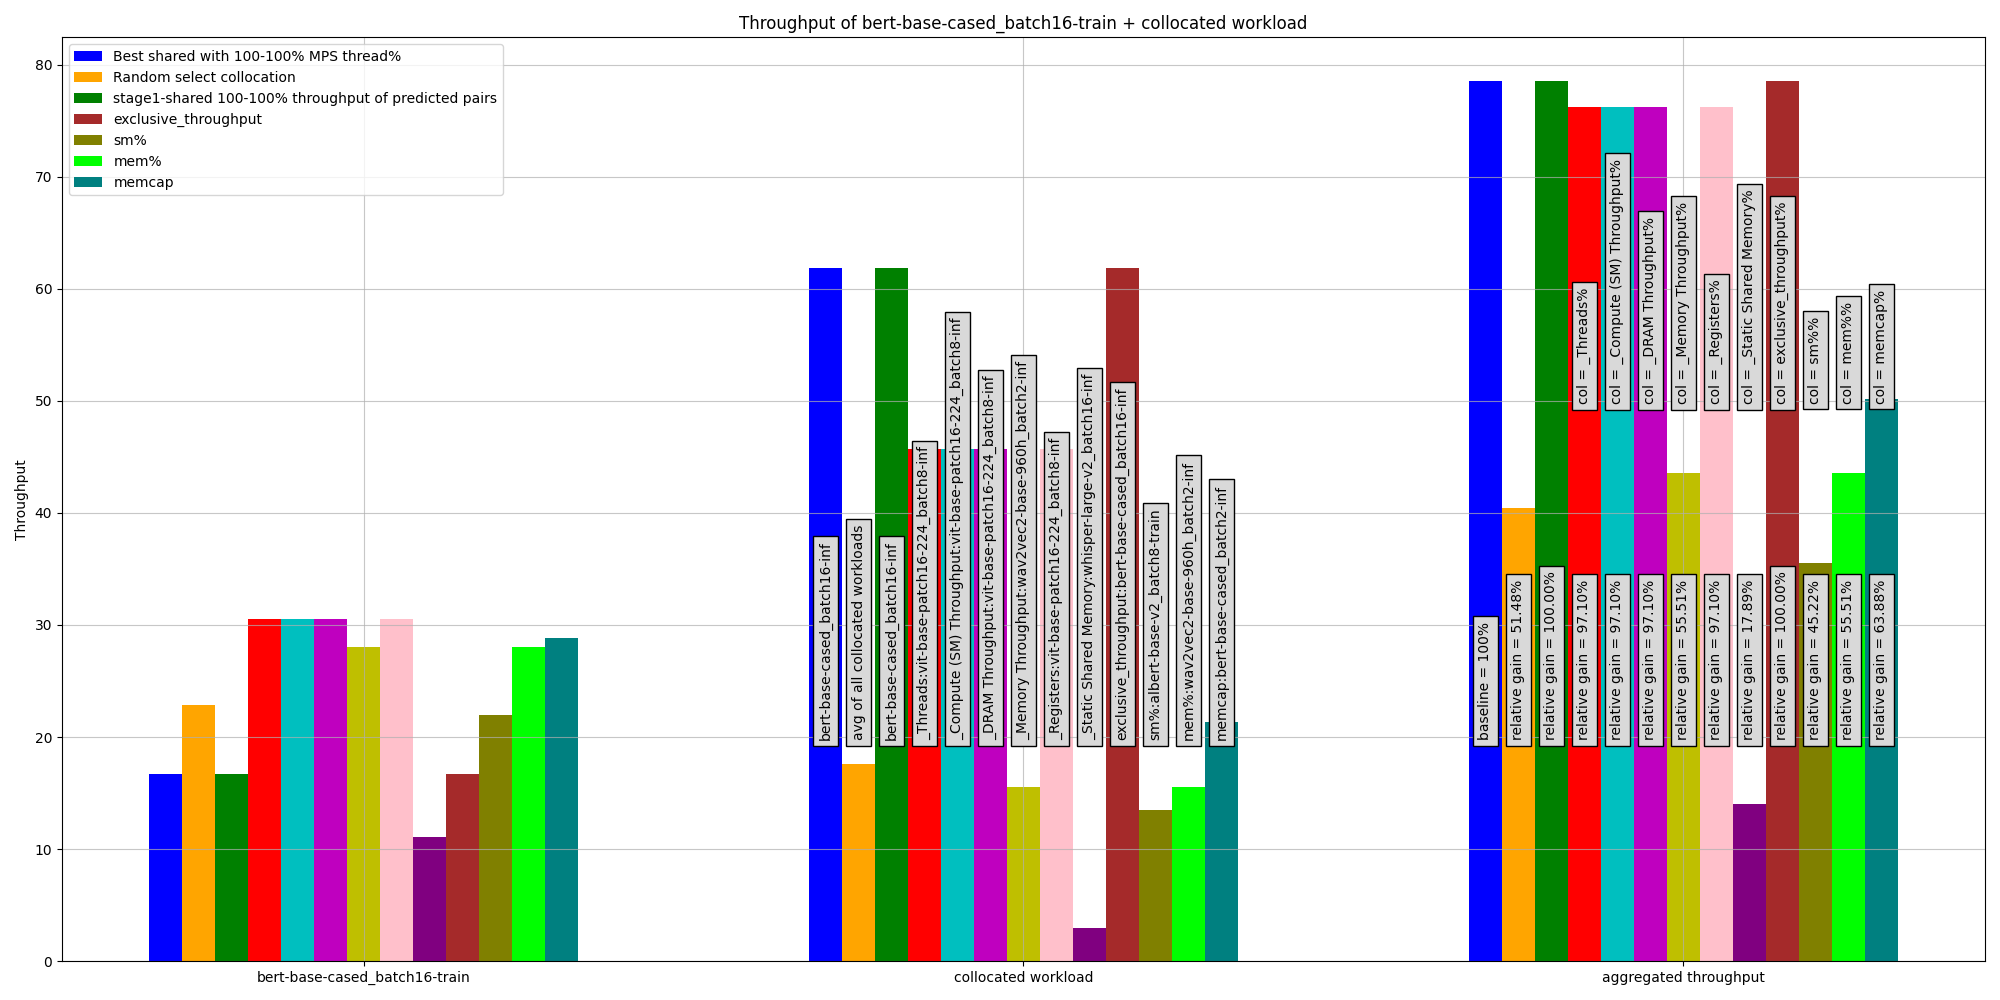 Throughput of bert-base-cased_batch16-train + collocated workload
Best shared with 100-100% MPS thread%
Random select collocation
stage1-shared 100-100% throughput of predicted pairs
exclusive_throughput
sm%
mem%
memcap
Throughput
80
70
60
50
40
30
20
10
0
bert-base-cased_batch16-inf
avg of all collocated workloads
bert-base-cased_batch16-inf
_Threads:vit-base-patch16-224_batch8-inf
_Compute (SM) Throughput:vit-base-patch16-224_batch8-inf
_DRAM Throughput:vit-base-patch16-224_batch8-inf
_Memory Throughput:wav2vec2-base-960h_batch2-inf
_Registers:vit-base-patch16-224_batch8-inf
_Static Shared Memory:whisper-large-v2_batch16-inf
exclusive_throughput:bert-base-cased_batch16-inf
sm%:albert-base-v2_batch8-train
mem%:wav2vec2-base-960h_batch2-inf
memcap:bert-base-cased_batch2-inf
col = _Threads%
col = _Compute (SM) Throughput%
col = _DRAM Throughput%
col = _Memory Throughput%
col = _Registers%
col = _Static Shared Memory%
col = exclusive_throughput%
col = sm%%
col = mem%%
col = memcap%
baseline = 100%
relative gain = 51.48%
relative gain = 100.00%
relative gain = 97.10%
relative gain = 97.10%
relative gain = 97.10%
relative gain = 55.51%
relative gain = 97.10%
relative gain = 17.89%
relative gain = 100.00%
relative gain = 45.22%
relative gain = 55.51%
relative gain = 63.88%
bert-base-cased_batch16-train
collocated workload
aggregated throughput